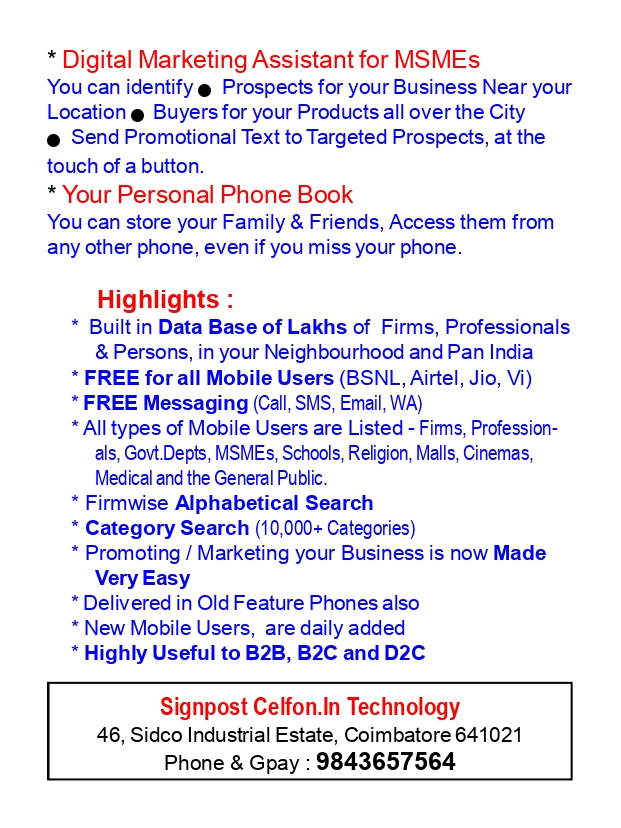 * Digital Marketing Assistant for MSMEs
You can identify ● Prospects for your Business Near your
Location ● Buyers for your Products all over the City
● Send Promotional Text to Targeted Prospects, at the
touch of a button.
* Your Personal Phone Book
You can store your Family & Friends, Access them from
any other phone, even if you miss your phone.
Highlights :
* Built in Data Base of Lakhs of Firms, Professionals
& Persons, in your Neighbourhood and Pan India
* FREE for all Mobile Users (BSNL, Airtel, Jio, Vi)
* FREE Messaging (Call, SMS, Email, WA)
* All types of Mobile Users are Listed - Firms, Profession-
als, Govt.Depts, MSMEs, Schools, Religion, Malls, Cinemas,
Medical and the General Public.
* Firmwise Alphabetical Search
* Category Search (10,000+ Categories)
* Promoting / Marketing your Business is now Made
Very Easy
* Delivered in Old Feature Phones also
* New Mobile Users, are daily added
* Highly Useful to B2B, B2C and D2C
Signpost Celfon.In Technology
46, Sidco Industrial Estate, Coimbatore 641021
Phone & Gpay : 9843657564